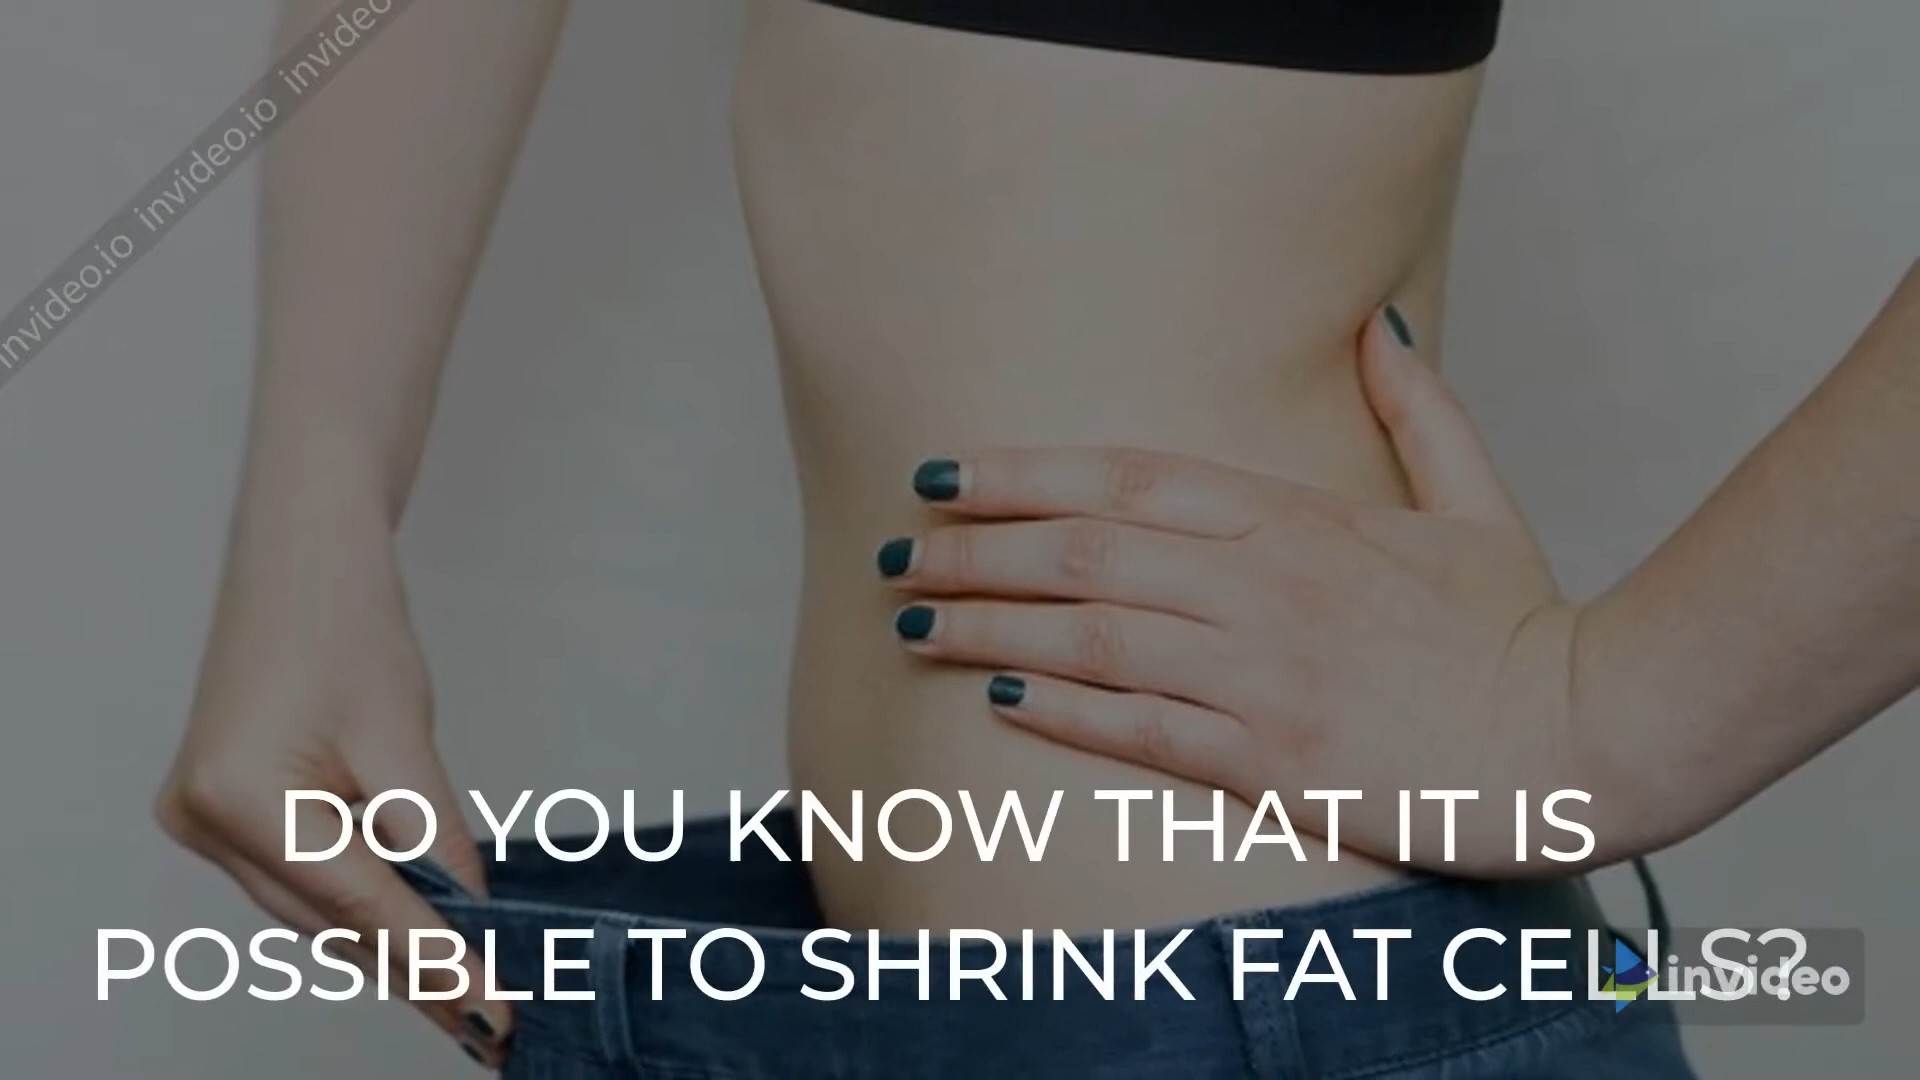 invideo.io invideo.io invideo
DO YOU KNOW THAT IT IS
POSSIBLE TO SHRINK FAT CELLS?
invideo